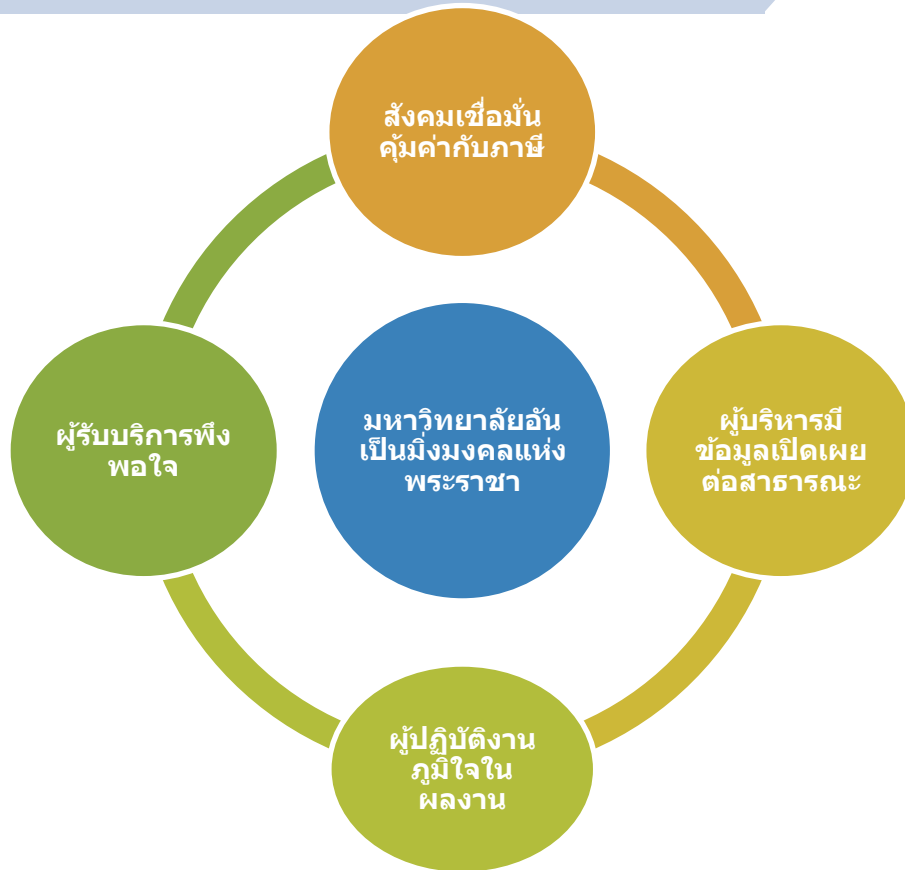 สังคมเชื่อมั่น
คุ้มค่ากับภาษี
ผู้รับบริการพึง
พอใจ
มหาวิทยาลัยอัน
เป็นมิ่งมงคลแห่ง
พระราชา
ผู้บริหารมี
ข้อมูลเปิดเผย
ต่อสาธารณะ
ผู้ปฏิบัติงาน
ภูมิใจใน
ผลงาน